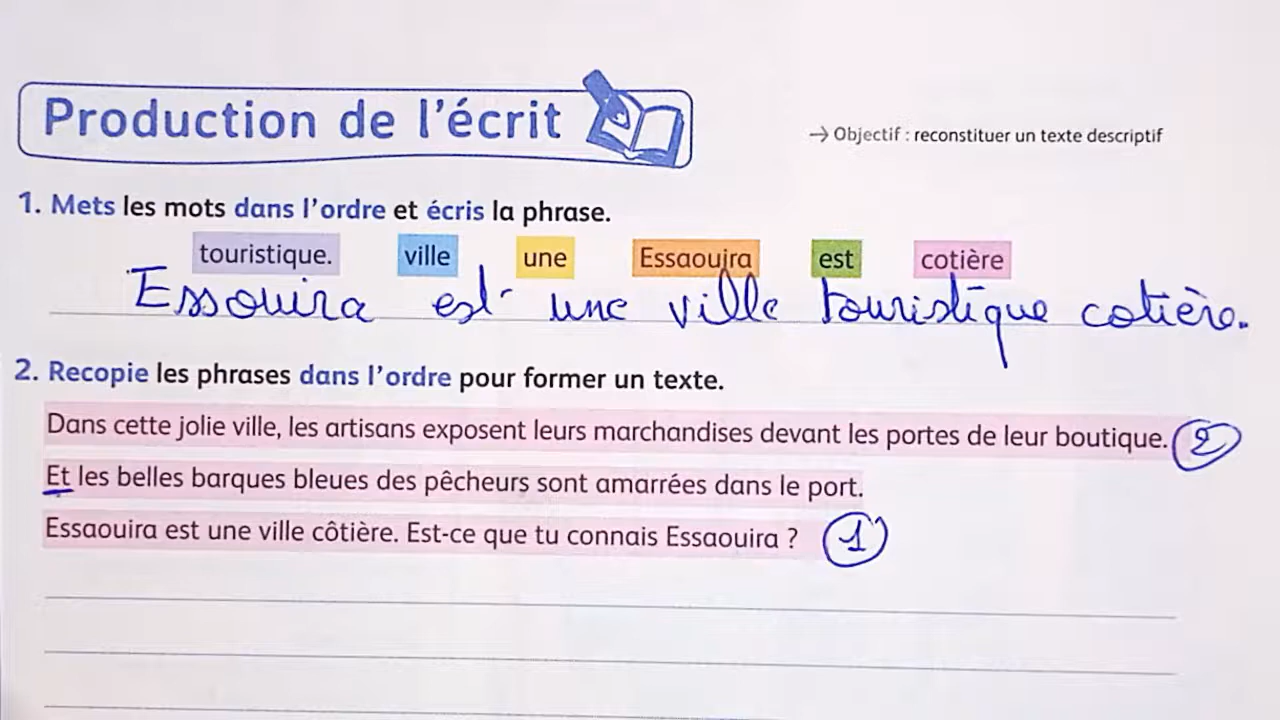 Production de l'écrit
→ Objectif : reconstituer un texte descriptif
1. Mets les mots dans l'ordre et écris la phrase.
touristique. ville une Essaouira est cotière
Essouira est une ville touristique cotière.
2. Recopie les phrases dans l'ordre pour former un texte.
Dans cette jolie ville, les artisans exposent leurs marchandises devant les portes de leur boutique. 2
Et les belles barques bleues des pêcheurs sont amarrées dans le port.
Essaouira est une ville côtière. Est-ce que tu connais Essaouira ? 1